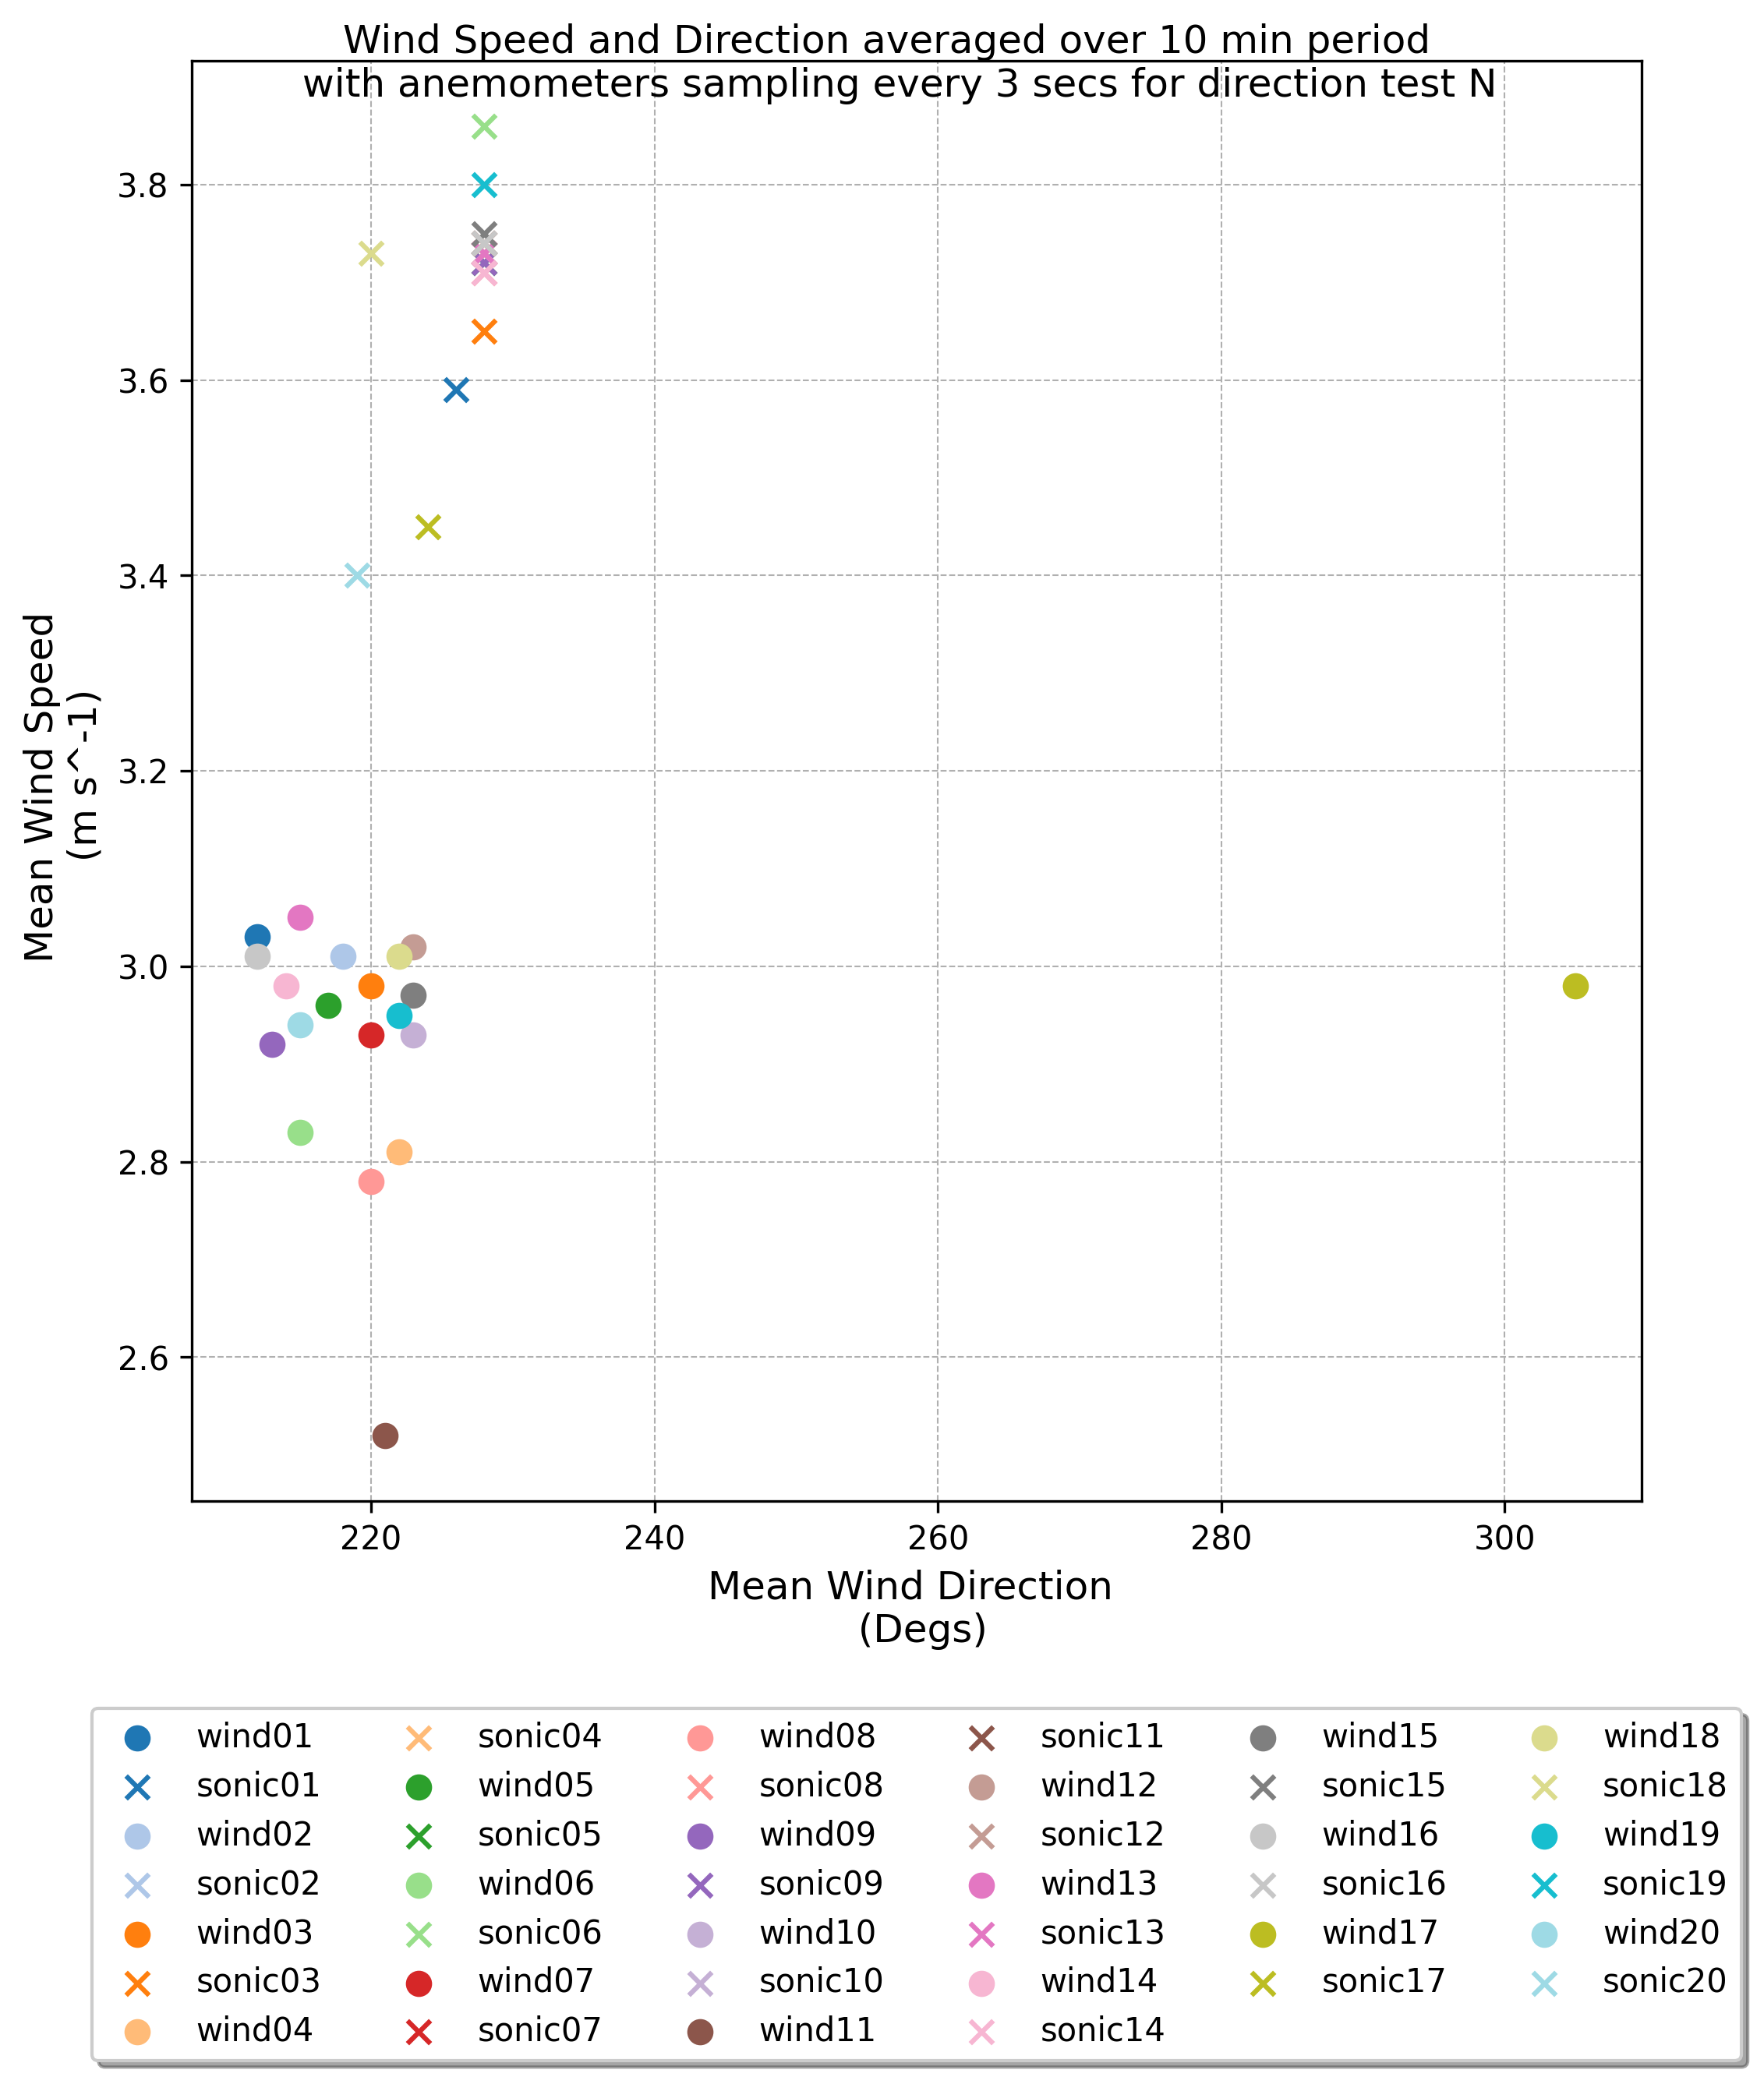 Wind Speed and Direction averaged over 10 min period
with anemometers sampling every 3 secs for direction test N
Mean Wind Speed
(m s^-1)
3.8
3.6
3.4
3.2
3.0
2.8
2.6
220
240
260
280
300
Mean Wind Direction
(Degs)
wind01
sonic01
wind02
sonic02
wind03
sonic03
wind04
sonic04
wind05
sonic05
wind06
sonic06
wind07
sonic07
wind08
sonic08
wind09
sonic09
wind10
sonic10
wind11
sonic11
wind12
sonic12
wind13
sonic13
wind14
sonic14
wind15
sonic15
wind16
sonic16
wind17
sonic17
wind18
sonic18
wind19
sonic19
wind20
sonic20